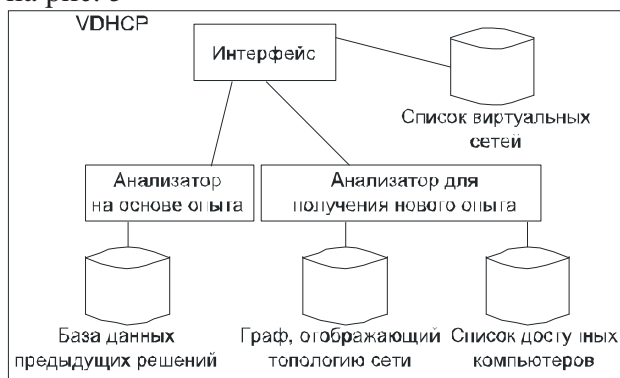 на рис. 3
VDHCP
Интерфейс
Список виртуальных
сетей
Анализатор
на основе опыта
Анализатор для
получения нового опыта
База данных
предыдущих решений
Граф, отображающий
топологию сети
Список доступных
компьютеров